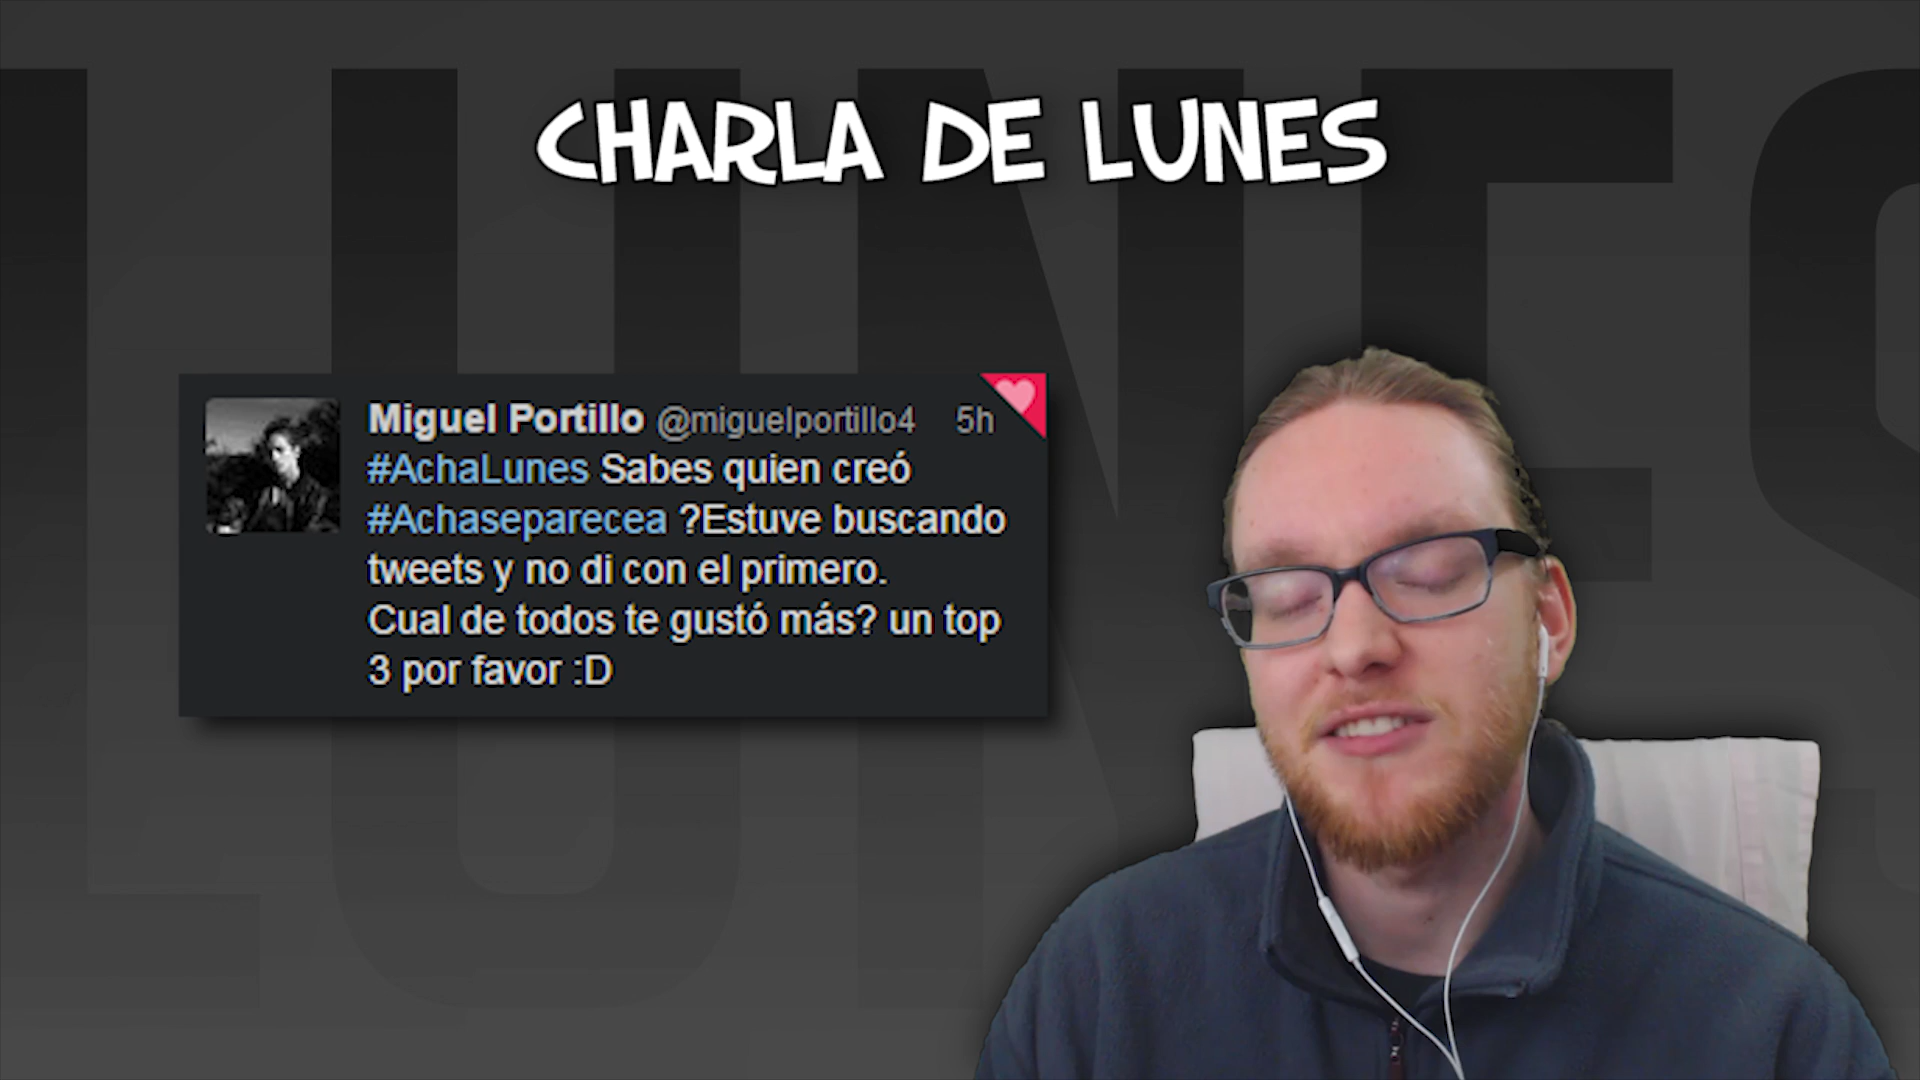 CHARLA DE LUNES
Miguel Portillo @miguelportillo4 5h
#AchaLunes Sabes quien creó
#Achaseparecea ?Estuve buscando
tweets y no di con el primero.
Cual de todos te gustó más? un top
3 por favor :D
LUNES